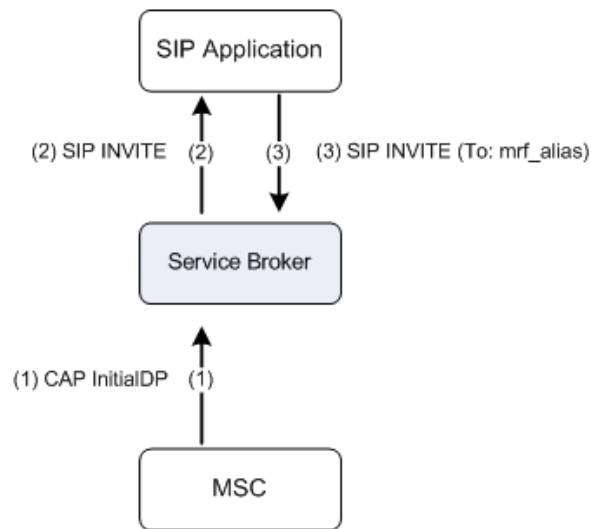 SIP Application
(2) SIP INVITE (2) (3) (3) SIP INVITE (To: mrf_alias)
Service Broker
(1) CAP InitialDP (1)
MSC